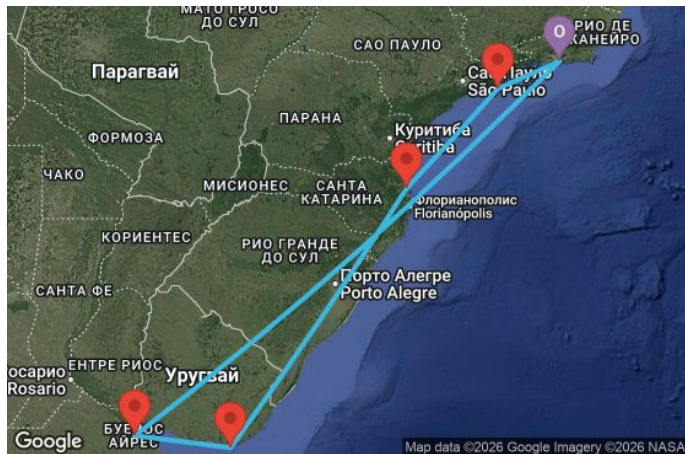 МАТО ГРОСО
ДО СУЛ
О
РИО ДЕ
ЖАНЕЙРО
САО ПАУЛО
Парагвай
São Paulo
ПАРАНА
ФОРМОЗА
Куритиба
Curitiba
ЧАКО
МИСИОНЕС
САНТА
КАТАРИНА
Флорианополис
Florianópolis
КОРИЕНТЕС
РИО ГРАНДЕ
ДО СУЛ
Порто Алегре
Porto Alegre
САНТА ФЕ
ЕНТРЕ РИОС
осарио
Rosario
Уругвай
БУЕНОС
АЙРЕС
Google
Map data ©2026 Google Imagery ©2026 NASA